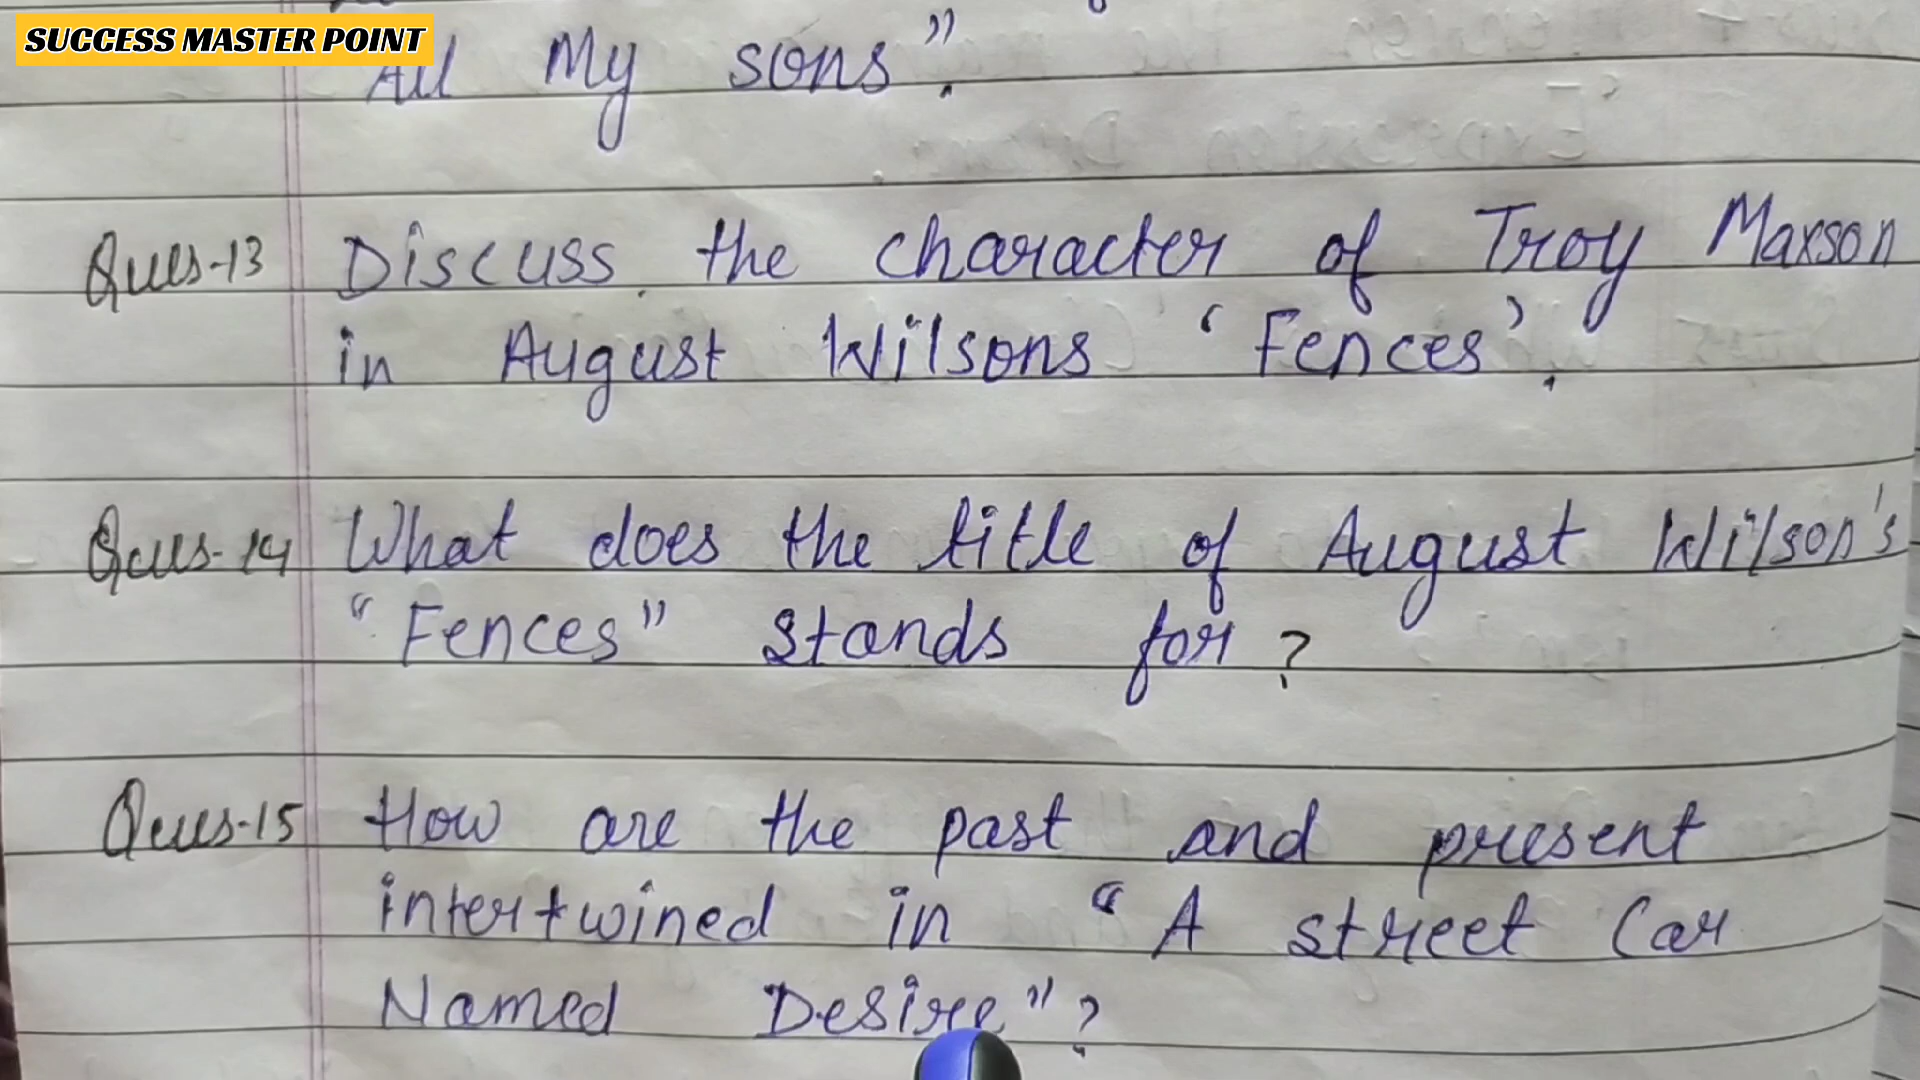 SUCCESS MASTER POINT
All My sons".
Ques-13 Discuss the character of Troy Maxson
in August Wilsons 'Fences'.
Ques-14 What does the title of August Wilson's
"Fences" Stands for?
Ques-15 How are the past and present
intertwined in "A street Car
Named Desire"?